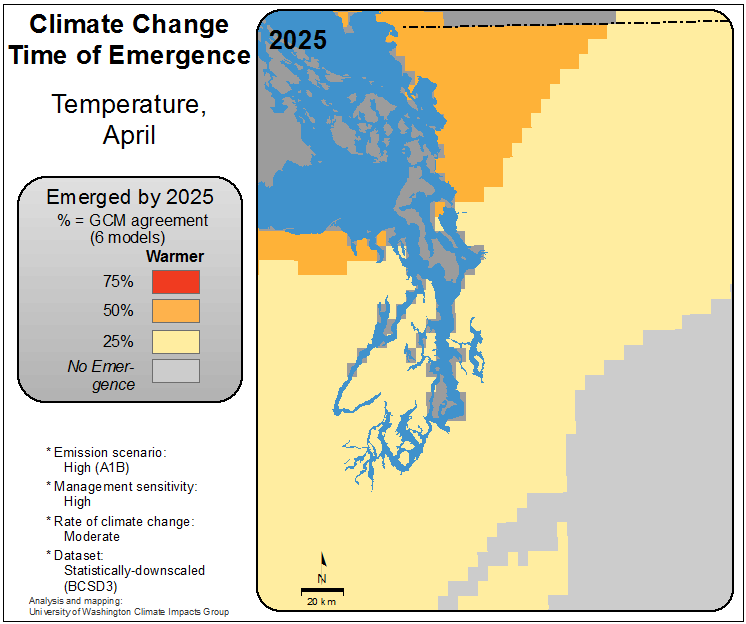 Climate Change
Time of Emergence
Temperature,
April
Emerged by 2025
% = GCM agreement
(6 models)
Warmer
75%
50%
25%
No Emer-
gence
* Emission scenario:
High (A1B)
* Management sensitivity:
High
* Rate of climate change:
Moderate
* Dataset:
Statistically-downscaled
(BCSD3)
Analysis and mapping:
University of Washington Climate Impacts Group
2025
N
20 km